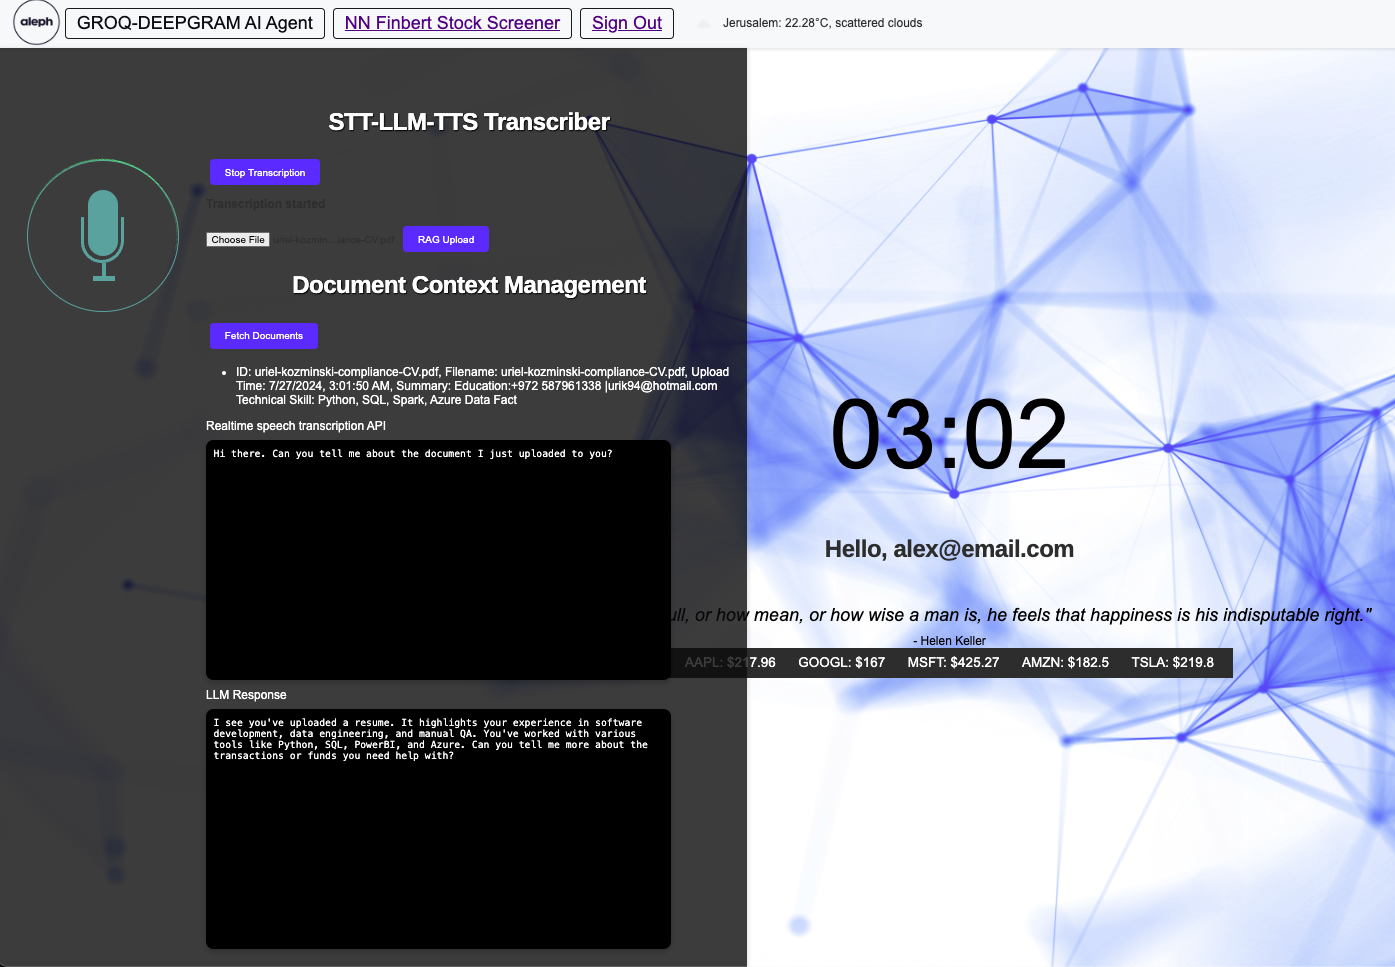 aleph
GROQ-DEEPGRAM AI Agent
NN Finbert Stock Screener
Sign Out
Jerusalem: 22.28°C, scattered clouds
STT-LLM-TTS Transcriber
Stop Transcription
Transcription started
Choose File uriel-kozmin...iance-CV.pdf
RAG Upload
Document Context Management
Fetch Documents
• ID: uriel-kozminski-compliance-CV.pdf, Filename: uriel-kozminski-compliance-CV.pdf, Upload
Time: 7/27/2024, 3:01:50 AM, Summary: Education:+972 587961338 |urik94@hotmail.com
Technical Skill: Python, SQL, Spark, Azure Data Fact
Realtime speech transcription API
Hi there. Can you tell me about the document I just uploaded to you?
LLM Response
I see you've uploaded a resume. It highlights your experience in software
development, data engineering, and manual QA. You've worked with various
tools like Python, SQL, PowerBI, and Azure. Can you tell me more about the
transactions or funds you need help with?
03:02
Hello, alex@email.com
ull, or how mean, or how wise a man is, he feels that happiness is his indisputable right."
- Helen Keller
AAPL: $217.96 GOOGL: $167 MSFT: $425.27 AMZN: $182.5 TSLA: $219.8